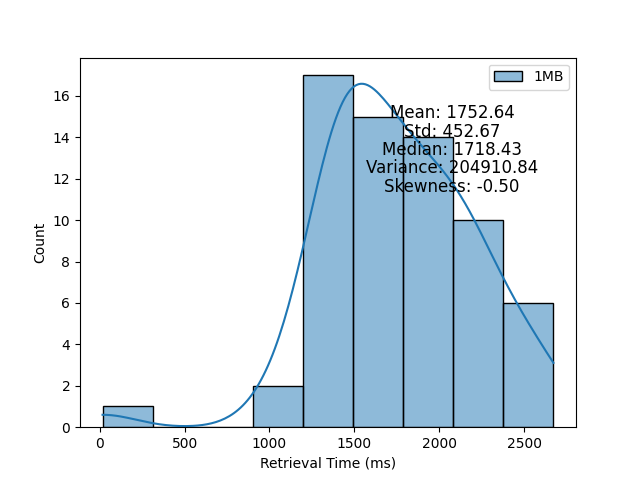 1MB
Mean: 1752.64
Std: 452.67
Median: 1718.43
Variance: 204910.84
Skewness: -0.50
Count
16
14
12
10
8
6
4
2
0
0 500 1000 1500 2000 2500
Retrieval Time (ms)